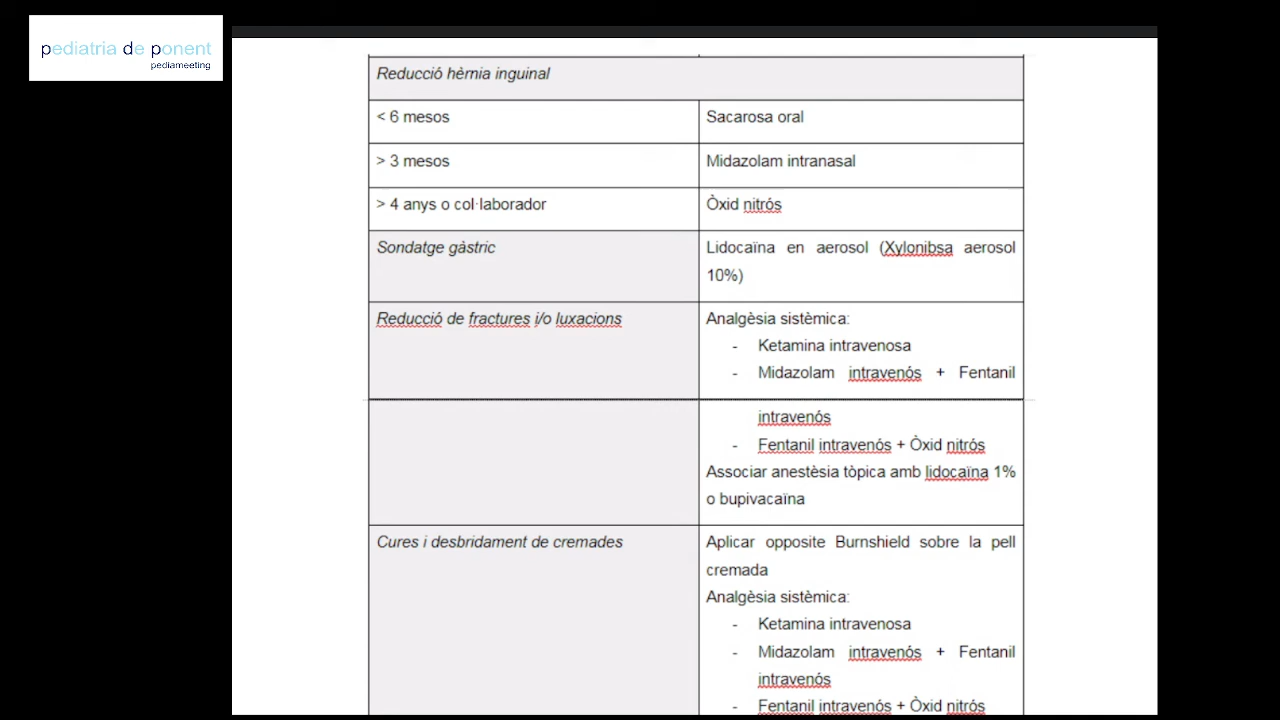 pediatria de ponent
pediameeting
Reducció hèrnia inguinal
< 6 mesos
Sacarosa oral
> 3 mesos
Midazolam intranasal
> 4 anys o col·laborador
Òxid nitrós
Sondatge gàstric
Lidocaïna en aerosol (Xylonibsa aerosol
10%)
Reducció de fractures i/o luxacions
Analgèsia sistèmica:
- Ketamina intravenosa
- Midazolam intravenós + Fentanil
intravenós
- Fentanil intravenós + Òxid nitrós
Associar anestèsia tòpica amb lidocaïna 1%
o bupivacaïna
Cures i desbridament de cremades
Aplicar opposite Burnshield sobre la pell
cremada
Analgèsia sistèmica:
- Ketamina intravenosa
- Midazolam intravenós + Fentanil
intravenós
- Fentanil intravenós + Òxid nitrós